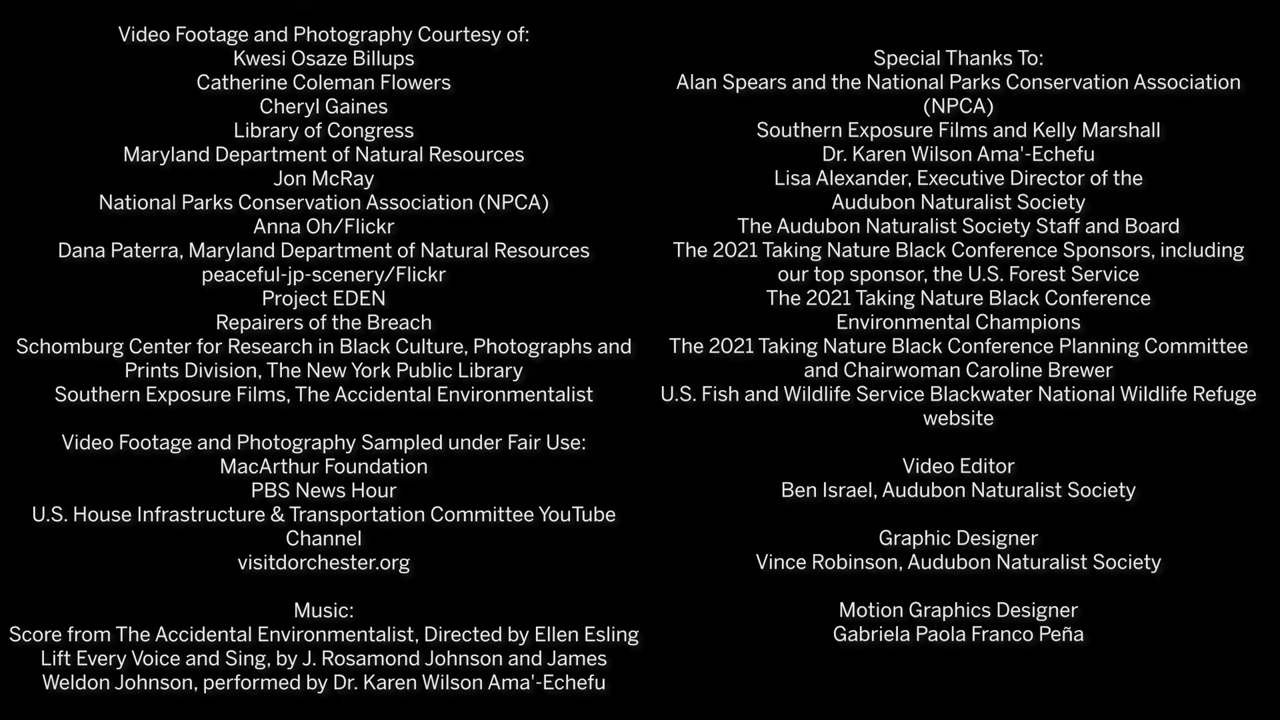 Video Footage and Photography Courtesy of:
Kwesi Osaze Billups
Catherine Coleman Flowers
Cheryl Gaines
Library of Congress
Maryland Department of Natural Resources
Jon McRay
National Parks Conservation Association (NPCA)
Anna Oh/Flickr
Dana Paterra, Maryland Department of Natural Resources
peaceful-jp-scenery/Flickr
Project EDEN
Repairers of the Breach
Schomburg Center for Research in Black Culture, Photographs and
Prints Division, The New York Public Library
Southern Exposure Films, The Accidental Environmentalist
Video Footage and Photography Sampled under Fair Use:
MacArthur Foundation
PBS News Hour
U.S. House Infrastructure & Transportation Committee YouTube
Channel
visitdorchester.org
Music:
Score from The Accidental Environmentalist, Directed by Ellen Esling
Lift Every Voice and Sing, by J. Rosamond Johnson and James
Weldon Johnson, performed by Dr. Karen Wilson Ama'-Echefu
Special Thanks To:
Alan Spears and the National Parks Conservation Association
(NPCA)
Southern Exposure Films and Kelly Marshall
Dr. Karen Wilson Ama'-Echefu
Lisa Alexander, Executive Director of the
Audubon Naturalist Society
The Audubon Naturalist Society Staff and Board
The 2021 Taking Nature Black Conference Sponsors, including
our top sponsor, the U.S. Forest Service
The 2021 Taking Nature Black Conference
Environmental Champions
The 2021 Taking Nature Black Conference Planning Committee
and Chairwoman Caroline Brewer
U.S. Fish and Wildlife Service Blackwater National Wildlife Refuge
website
Video Editor
Ben Israel, Audubon Naturalist Society
Graphic Designer
Vince Robinson, Audubon Naturalist Society
Motion Graphics Designer
Gabriela Paola Franco Peña